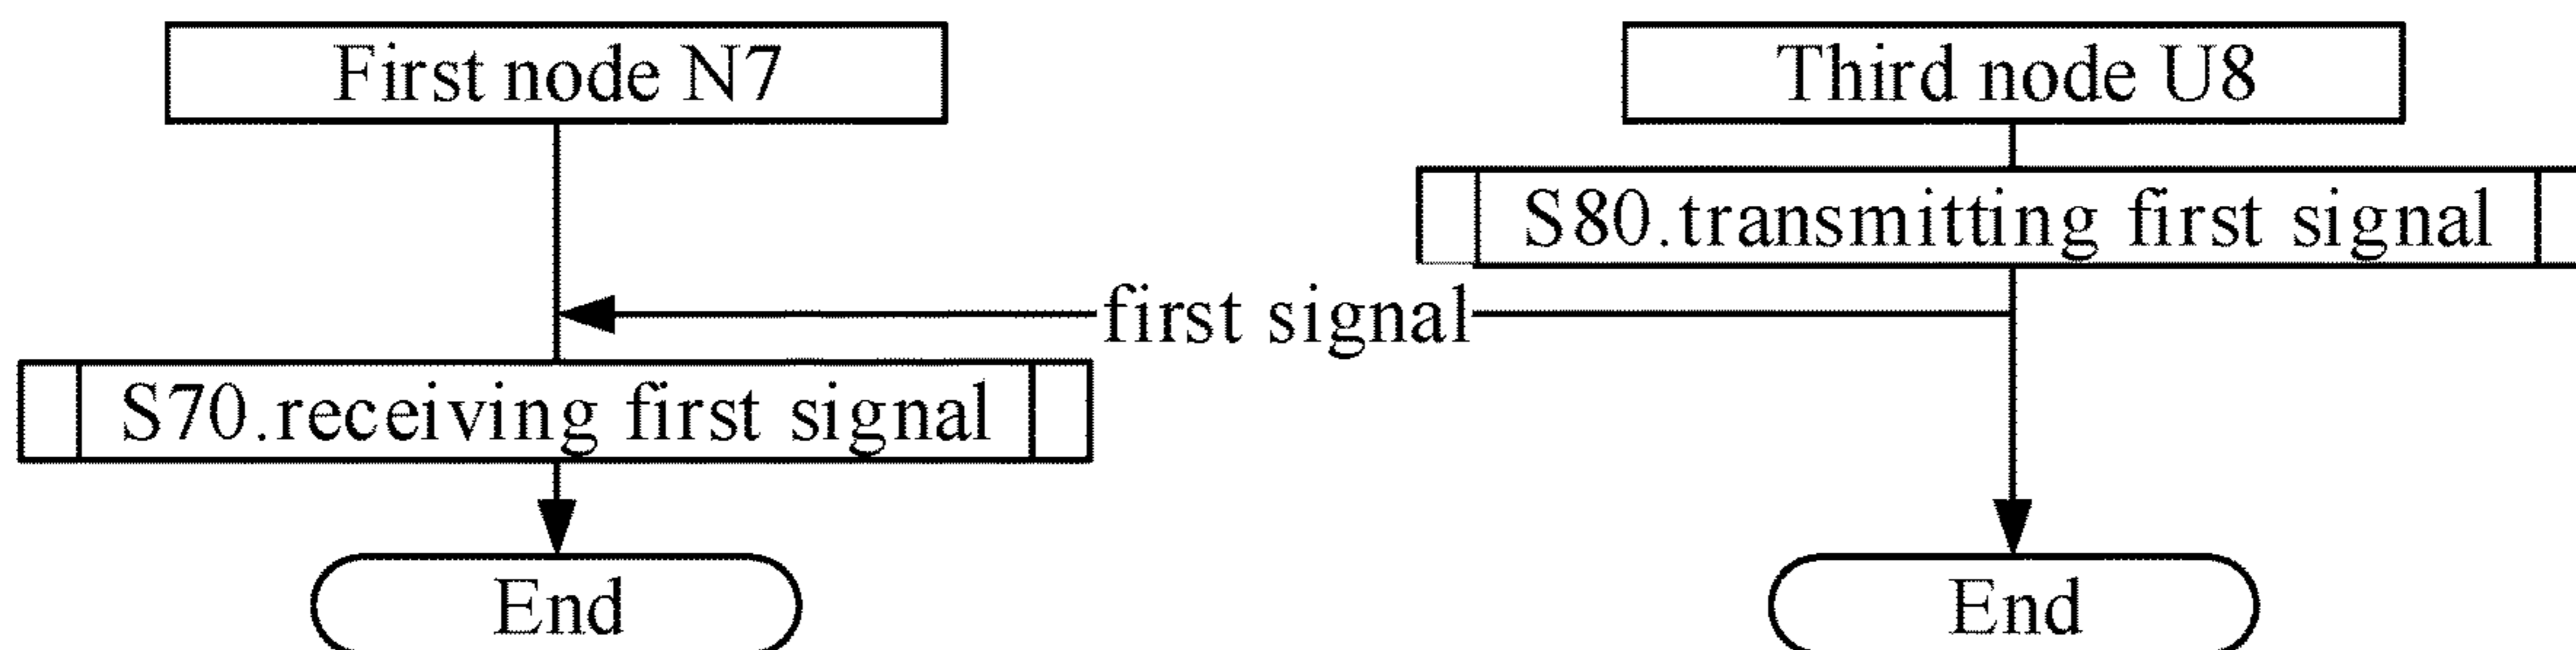 First node N7
Third node U8
S80.transmitting first signal
first signal
S70.receiving first signal
End
End